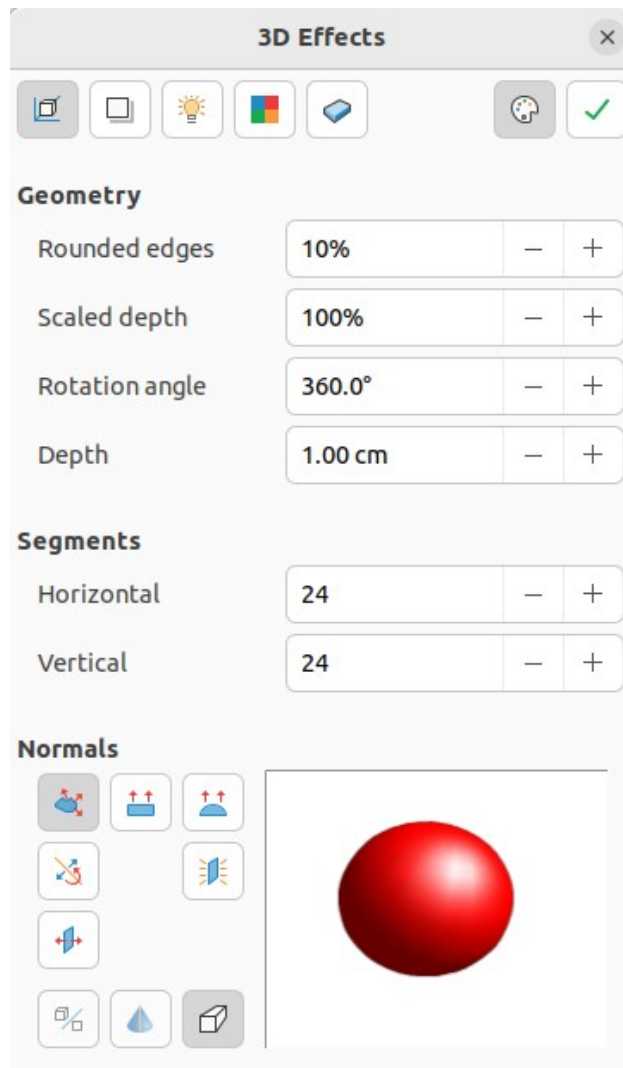 3D Effects
Geometry
Rounded edges 10%
Scaled depth 100%
Rotation angle 360.0°
Depth 1.00 cm
Segments
Horizontal 24
Vertical 24
Normals